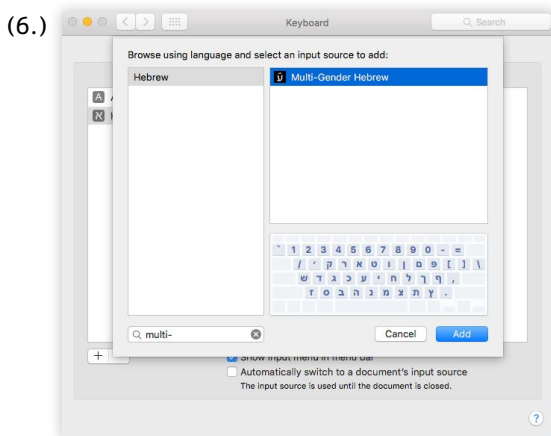 (6.)
Keyboard
Search
Browse using language and select an input source to add:
Hebrew
Multi-Gender Hebrew
A
א
` 1 2 3 4 5 6 7 8 9 0 - =
/ ' ק ר א ט ו ן ם פ [ ] \
ש ד ג כ ע י ח ל ך ף ,
ז ס ב ה נ מ צ ת ץ .
multi-
Cancel Add
+
Show input menu in menu bar
Automatically switch to a document's input source
The input source is used until the document is closed.
?